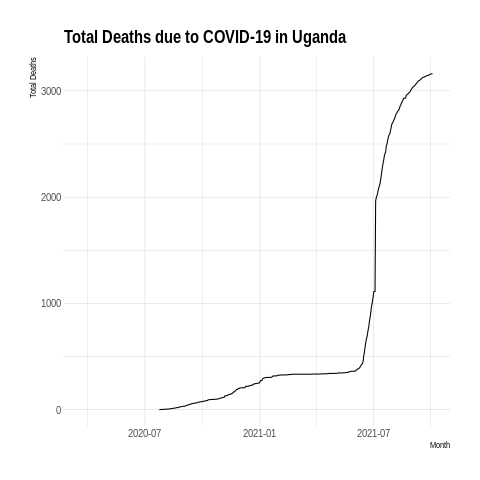 Total Deaths due to COVID-19 in Uganda
Total Deaths
3000
2000
1000
0
2020-07
2021-01
2021-07
Month